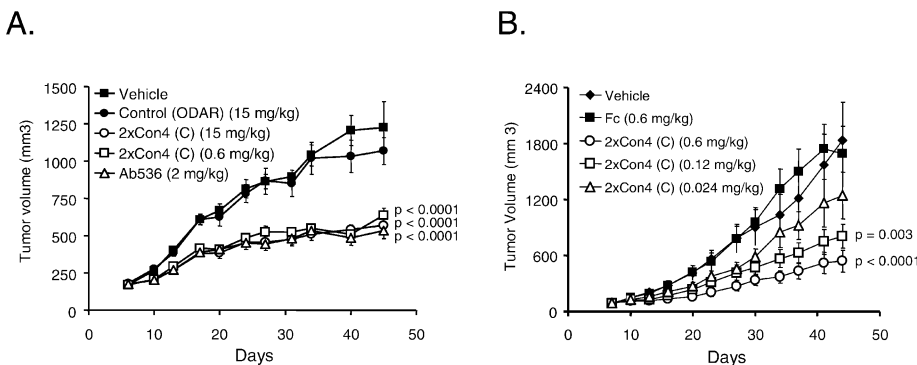 A.
Tumor volume (mm3)
1500
1250
1000
750
500
250
0
Vehicle
Control (ODAR) (15 mg/kg)
2xCon4 (C) (15 mg/kg)
2xCon4 (C) (0.6 mg/kg)
Ab536 (2 mg/kg)
p < 0.0001
p < 0.0001
p < 0.0001
0 10 20 30 40 50
Days
B.
Tumor Volume (mm 3)
2400
1800
1200
600
0
Vehicle
Fc (0.6 mg/kg)
2xCon4 (C) (0.6 mg/kg)
2xCon4 (C) (0.12 mg/kg)
2xCon4 (C) (0.024 mg/kg)
p = 0.003
p < 0.0001
0 10 20 30 40 50
Days